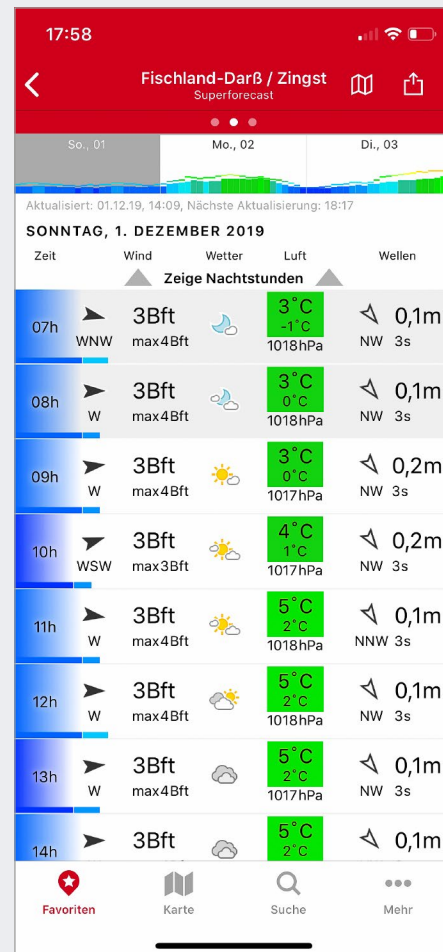 17:58
Fischland-Darß / Zingst
Superforecast
So., 01 Mo., 02 Di., 03
Aktualisiert: 01.12.19, 14:09, Nächste Aktualisierung: 18:17
SONNTAG, 1. DEZEMBER 2019
Zeit Wind Wetter Luft Wellen
Zeige Nachtstunden
07h WNW 3Bft max4Bft 3°C -1°C 1018hPa NW 0,1m 3s
08h W 3Bft max4Bft 3°C 0°C 1018hPa NW 0,1m 3s
09h W 3Bft max4Bft 3°C 0°C 1017hPa NW 0,2m 3s
10h WSW 3Bft max3Bft 4°C 1°C 1017hPa NW 0,2m 3s
11h W 3Bft max4Bft 5°C 2°C 1018hPa NNW 0,1m 3s
12h W 3Bft max4Bft 5°C 2°C 1018hPa NW 0,1m 3s
13h W 3Bft max4Bft 5°C 2°C 1017hPa NW 0,1m 3s
14h 3Bft 5°C 2°C 0,1m
Favoriten Karte Suche Mehr